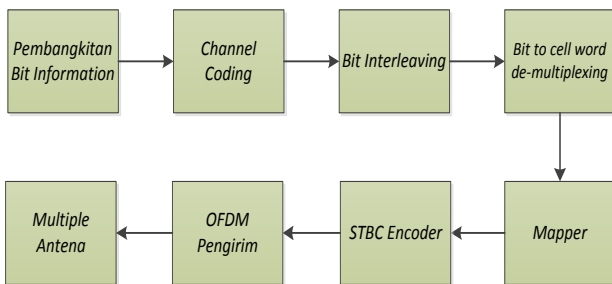 Pembangkitan
Bit Information
Channel
Coding
Bit Interleaving
Bit to cell word
de-multiplexing
Mapper
STBC Encoder
OFDM
Pengirim
Multiple
Antena